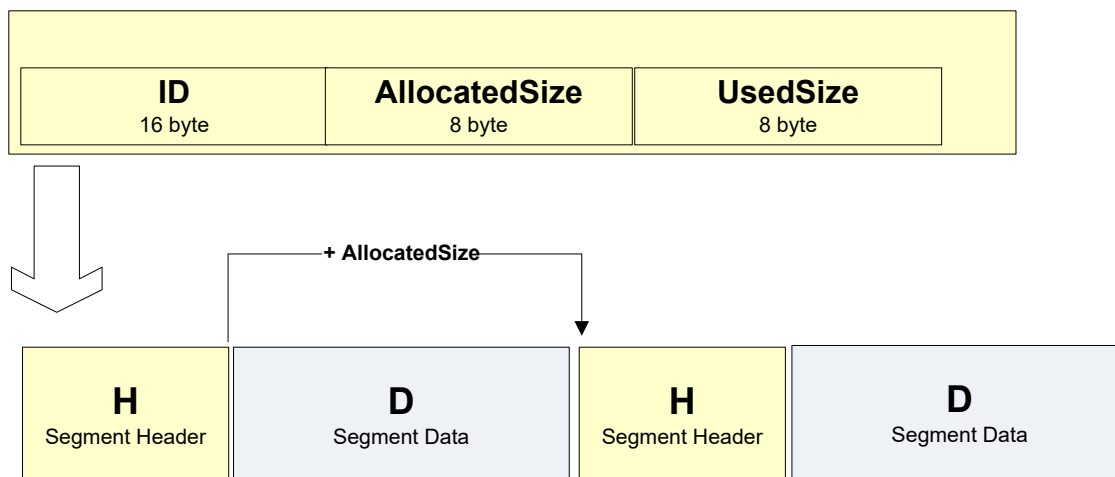 ID AllocatedSize UsedSize
16 byte 8 byte 8 byte
+ AllocatedSize
H D H D
Segment Header Segment Data Segment Header Segment Data